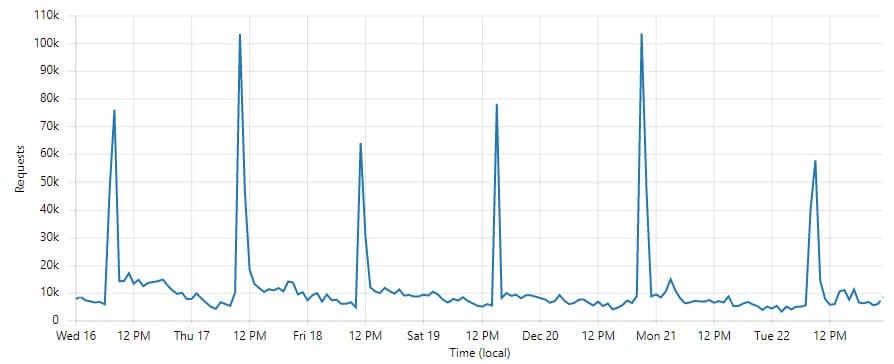 110k
100k
90k
80k
70k
60k
50k
40k
30k
20k
10k
0
Requests
Wed 16 12 PM Thu 17 12 PM Fri 18 12 PM Sat 19 12 PM Dec 20 12 PM Mon 21 12 PM Tue 22 12 PM
Time (local)